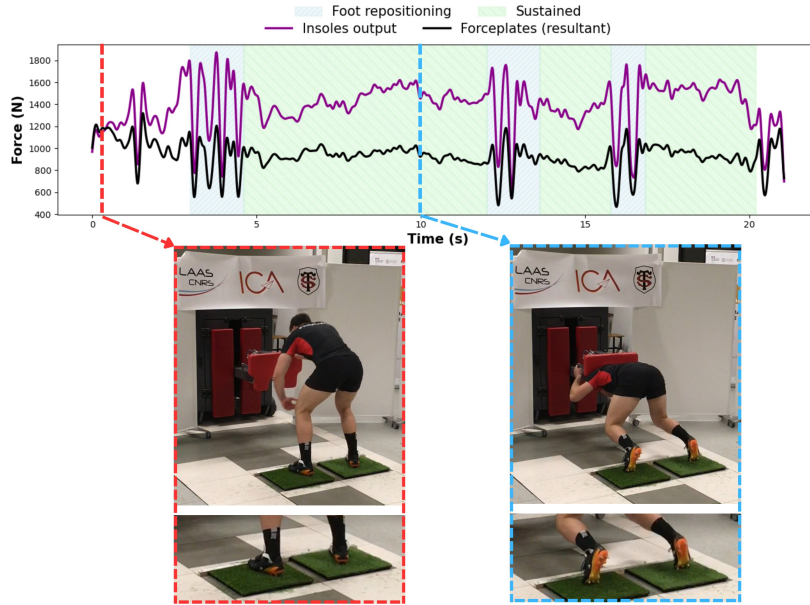 Foot repositioning
Sustained
Insoles output
Forceplates (resultant)
Force (N)
1800
1600
1400
1200
1000
800
600
400
0
5
10
15
20
Time (s)
LAAS
CNRS
ICA
LAAS
CNRS
ICA